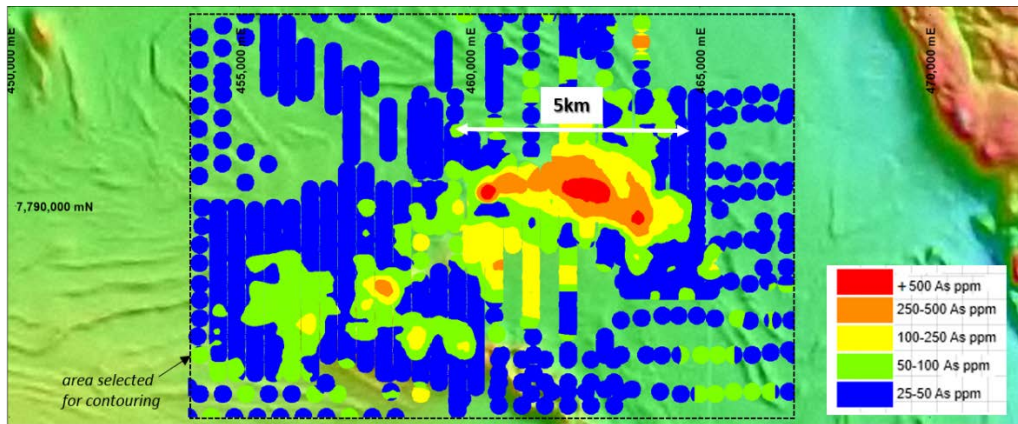 450,000 mE
455,000 mE
460,000 mE
465,000 mE
470,000 mE
5km
7,790,000 mN
+ 500 As ppm
250-500 As ppm
100-250 As ppm
50-100 As ppm
25-50 As ppm
area selected
for contouring